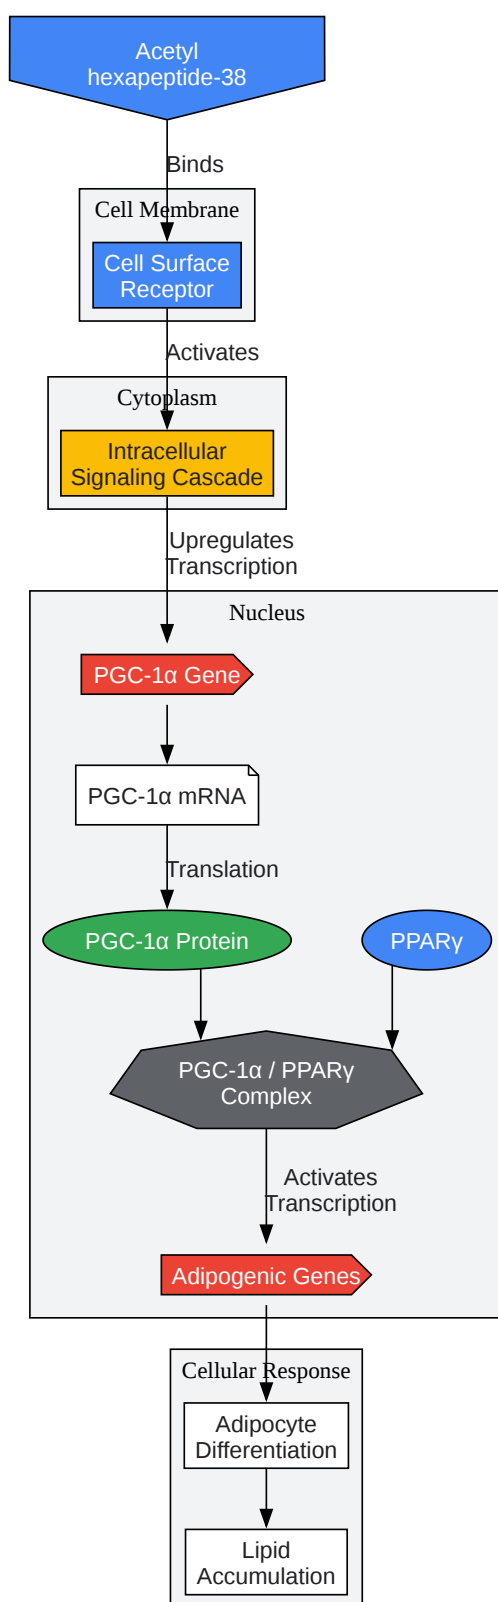 Acetyl
hexapeptide-38
Binds
Cell Membrane
Cell Surface
Receptor
Activates
Cytoplasm
Intracellular
Signaling Cascade
Upregulates
Transcription
Nucleus
PGC-1α Gene
PGC-1α mRNA
Translation
PGC-1α Protein
PPARγ
PGC-1α / PPARγ
Complex
Activates
Transcription
Adipogenic Genes
Cellular Response
Adipocyte
Differentiation
Lipid
Accumulation